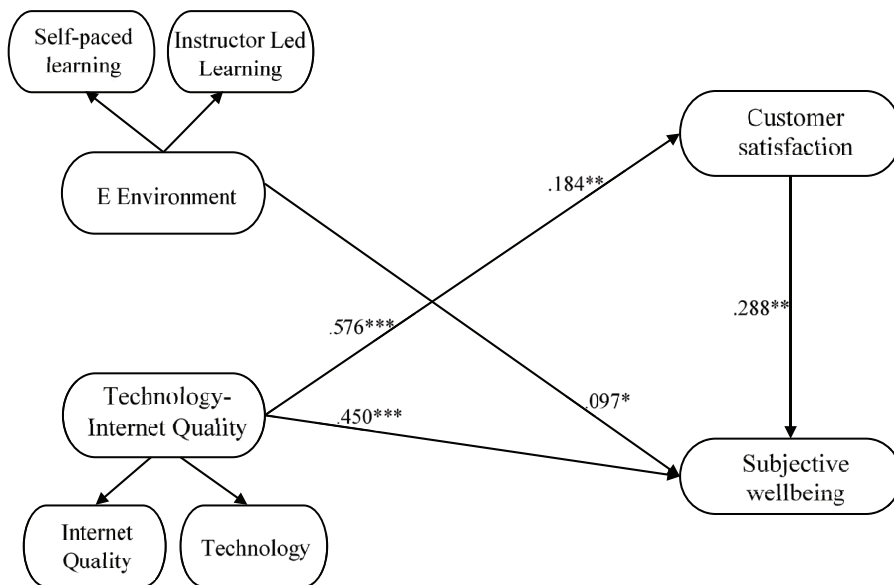 Self-paced
learning
Instructor Led
Learning
Customer
satisfaction
E Environment
.184**
.288**
.576***
Technology-
Internet Quality
.450***
.097*
Subjective
wellbeing
Internet
Quality
Technology